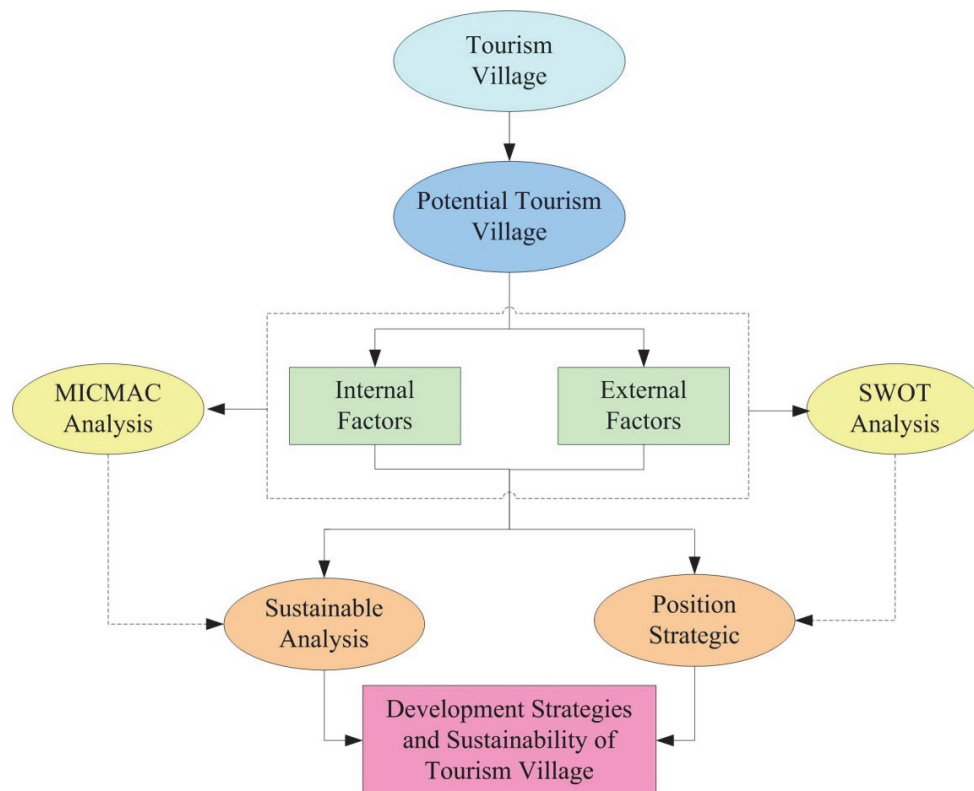 Tourism
Village
Potential Tourism
Village
MICMAC
Analysis
Internal
Factors
External
Factors
SWOT
Analysis
Sustainable
Analysis
Position
Strategic
Development Strategies
and Sustainability of
Tourism Village